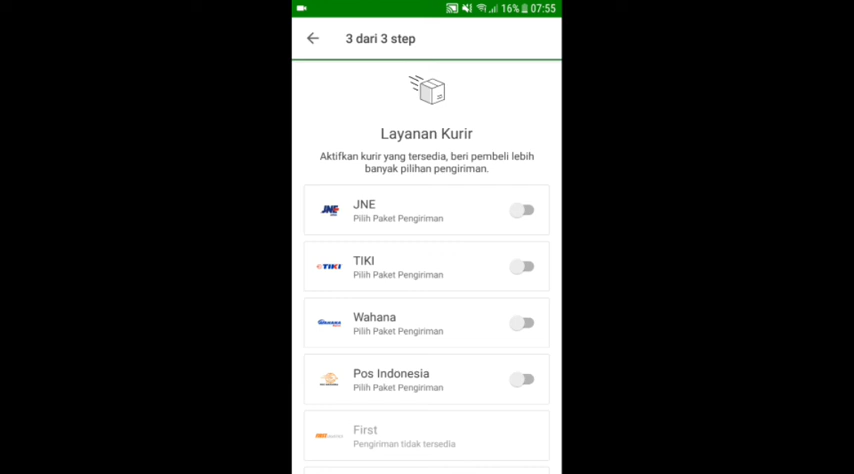 16% 07:55
3 dari 3 step
Layanan Kurir
Aktifkan kurir yang tersedia, beri pembeli lebih
banyak pilihan pengiriman.
JNE
JNE
Pilih Paket Pengiriman
TIKI
TIKI
Pilih Paket Pengiriman
Wahana
Pilih Paket Pengiriman
Pos Indonesia
Pilih Paket Pengiriman
First
Pengiriman tidak tersedia